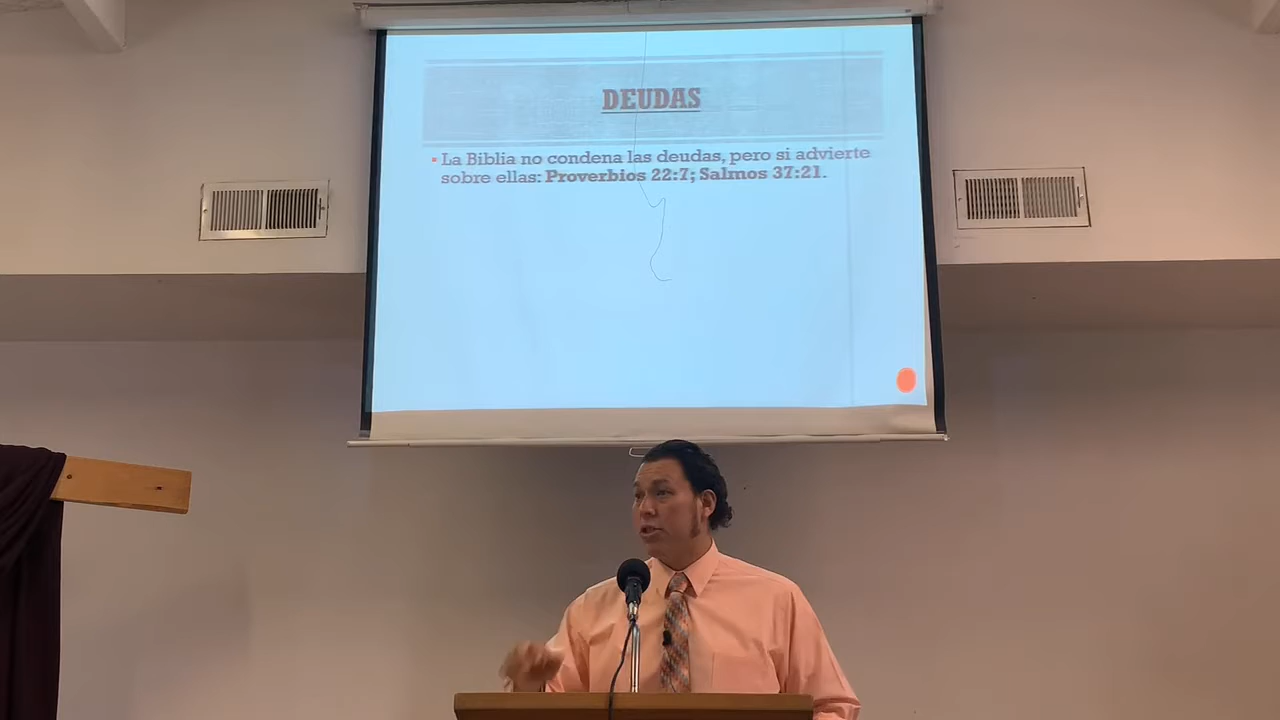 DEUDAS
La Biblia no condena las deudas, pero si advierte
sobre ellas: Proverbios 22:7; Salmos 37:21.